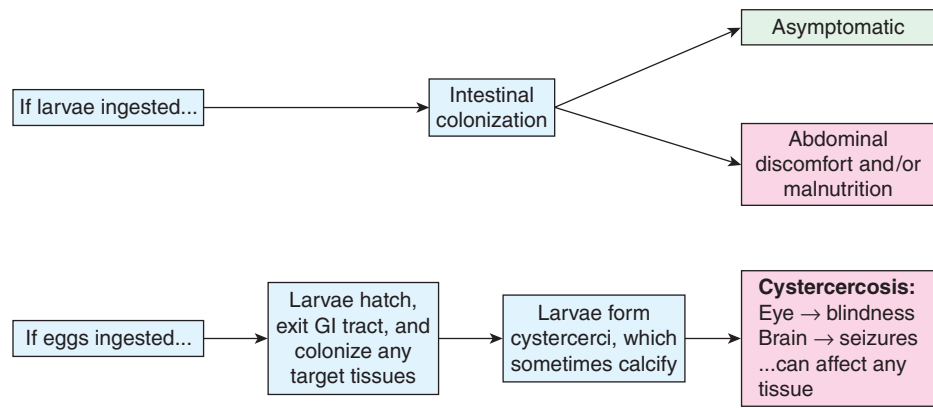 Asymptomatic
If larvae ingested...
Intestinal
colonization
Abdominal
discomfort and/or
malnutrition
If eggs ingested...
Larvae hatch,
exit GI tract, and
colonize any
target tissues
Larvae form
cystercerci, which
sometimes calcify
Cystercercosis:
Eye → blindness
Brain → seizures
...can affect any
tissue